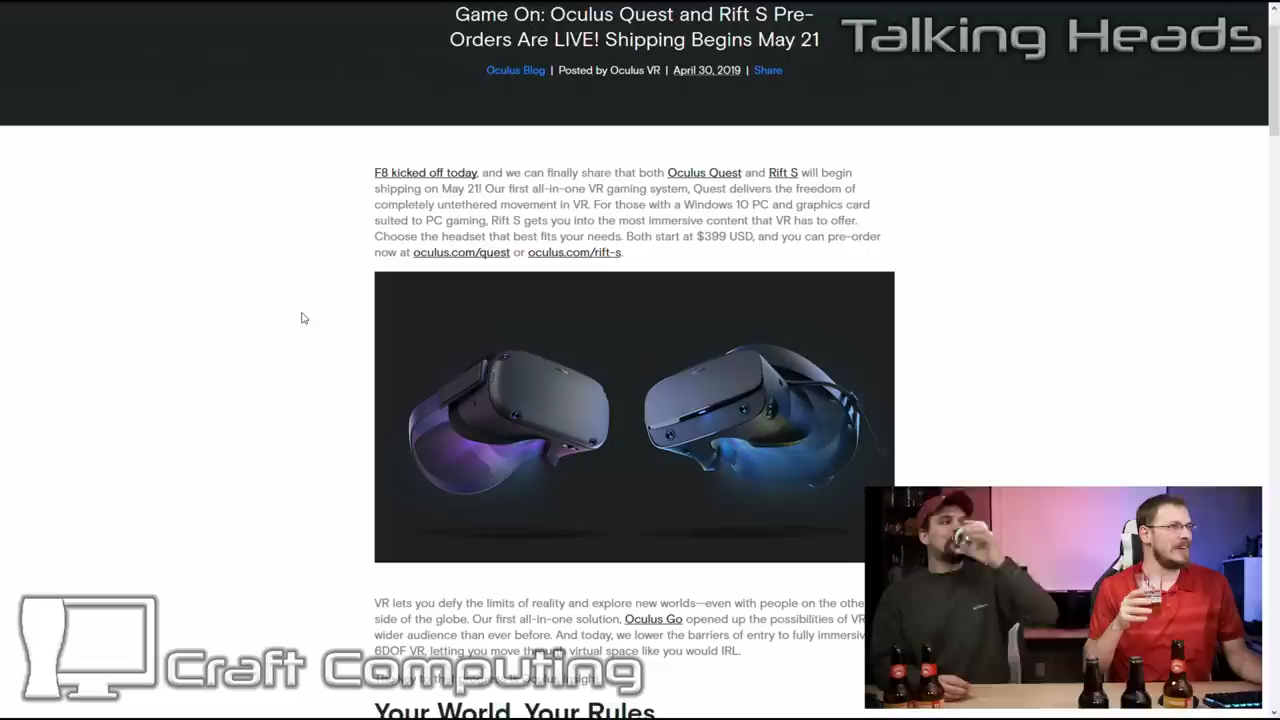 Game On: Oculus Quest and Rift S Pre-
Orders Are LIVE! Shipping Begins May 21
Talking Heads
Oculus Blog | Posted by Oculus VR | April 30, 2019 | Share
F8 kicked off today, and we can finally share that both Oculus Quest and Rift S will begin
shipping on May 21! Our first all-in-one VR gaming system, Quest delivers the freedom of
completely untethered movement in VR. For those with a Windows 10 PC and graphics card
suited to PC gaming, Rift S gets you into the most immersive content that VR has to offer.
Choose the headset that best fits your needs. Both start at $399 USD, and you can pre-order
now at oculus.com/quest or oculus.com/rift-s.
VR lets you defy the limits of reality and explore new worlds—even with people on the othe
side of the globe. Our first all-in-one solution, Oculus Go opened up the possibilities of VR
wider audience than ever before. And today, we lower the barriers of entry to fully immersiv
6DOF VR, letting you move through virtual space like you would IRL.
Craft Computing
Your World, Your Rules